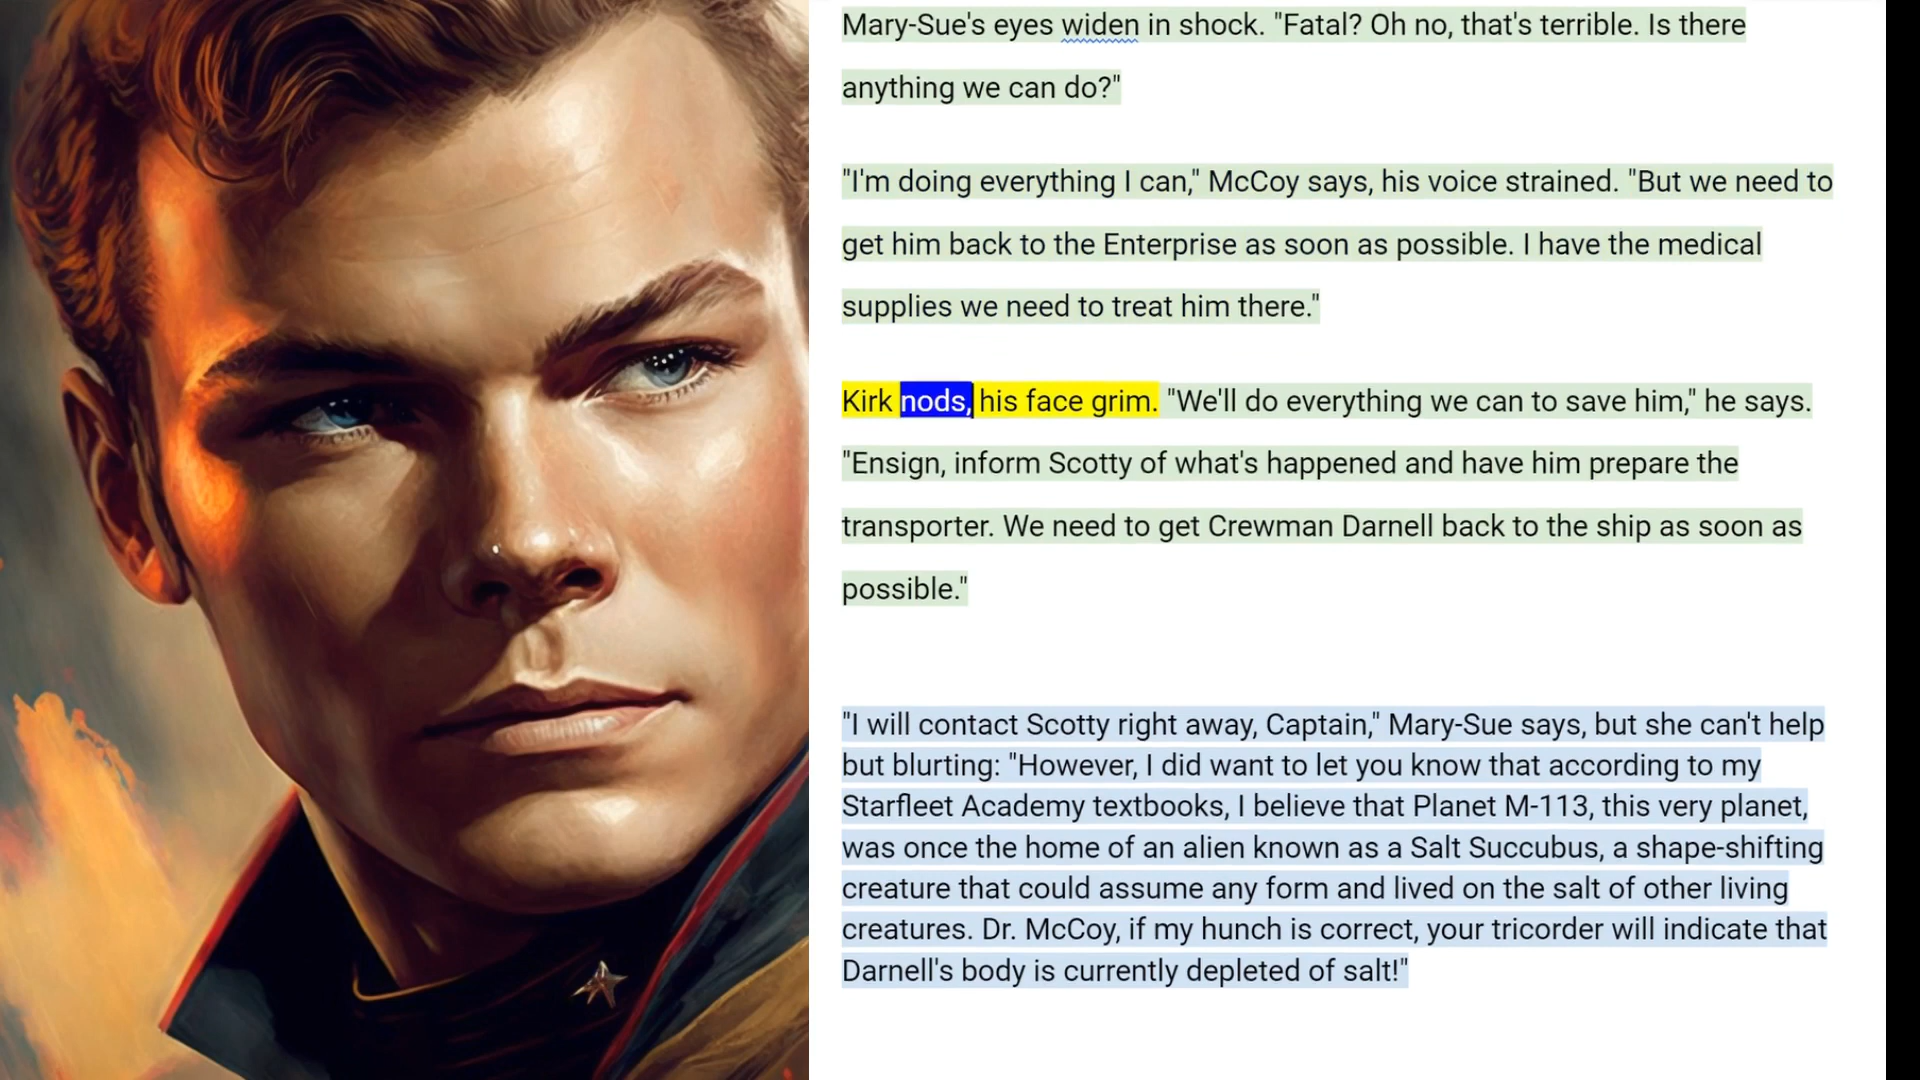 Mary-Sue's eyes widen in shock. "Fatal? Oh no, that's terrible. Is there
anything we can do?"
"I'm doing everything I can," McCoy says, his voice strained. "But we need to
get him back to the Enterprise as soon as possible. I have the medical
supplies we need to treat him there."
Kirk nods, his face grim. "We'll do everything we can to save him," he says.
"Ensign, inform Scotty of what's happened and have him prepare the
transporter. We need to get Crewman Darnell back to the ship as soon as
possible."
"I will contact Scotty right away, Captain," Mary-Sue says, but she can't help
but blurting: "However, I did want to let you know that according to my
Starfleet Academy textbooks, I believe that Planet M-113, this very planet,
was once the home of an alien known as a Salt Succubus, a shape-shifting
creature that could assume any form and lived on the salt of other living
creatures. Dr. McCoy, if my hunch is correct, your tricorder will indicate that
Darnell's body is currently depleted of salt!"